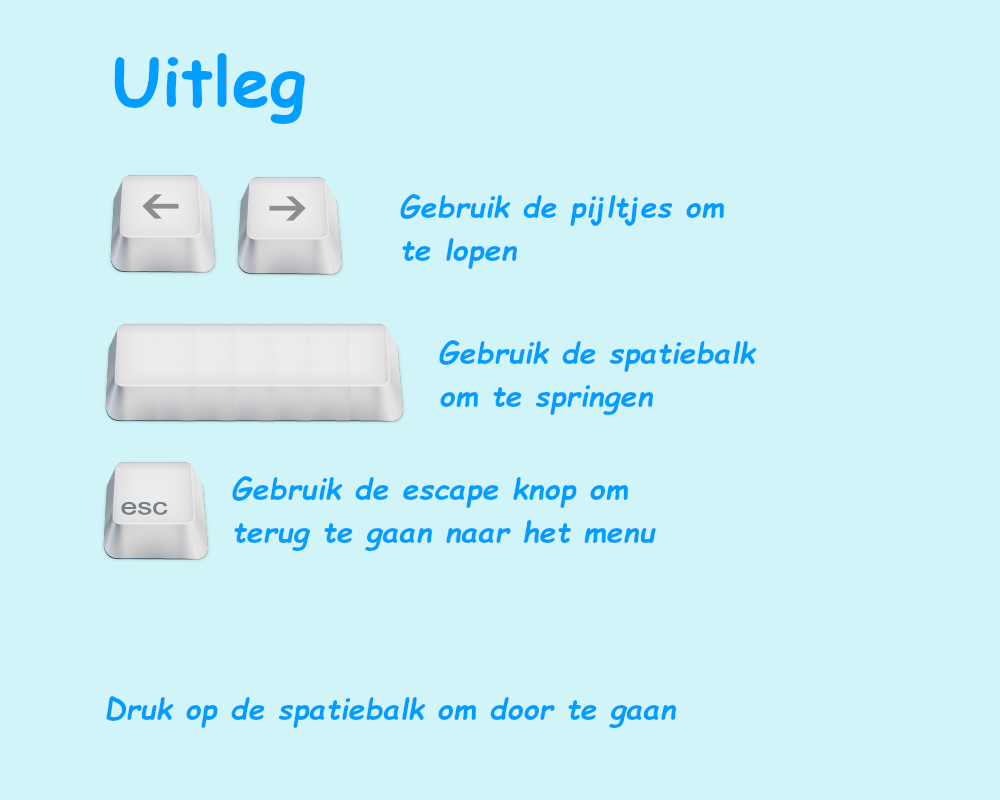 Uitleg
← →
Gebruik de pijltjes om
te lopen
Gebruik de spatiebalk
om te springen
esc
Gebruik de escape knop om
terug te gaan naar het menu
Druk op de spatiebalk om door te gaan